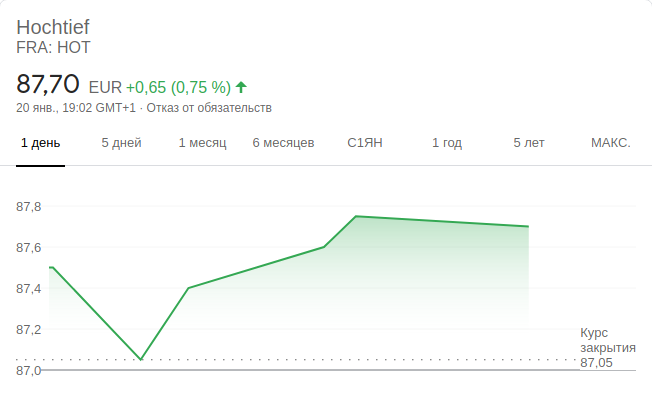 Hochtief
FRA: HOT
87,70 EUR +0,65 (0,75 %)
20 янв., 19:02 GMT+1 · Отказ от обязательств
1 день 5 дней 1 месяц 6 месяцев С1ЯН 1 год 5 лет МАКС.
87,8
87,6
87,4
87,2
87,0
Курс
закрытия
87,05